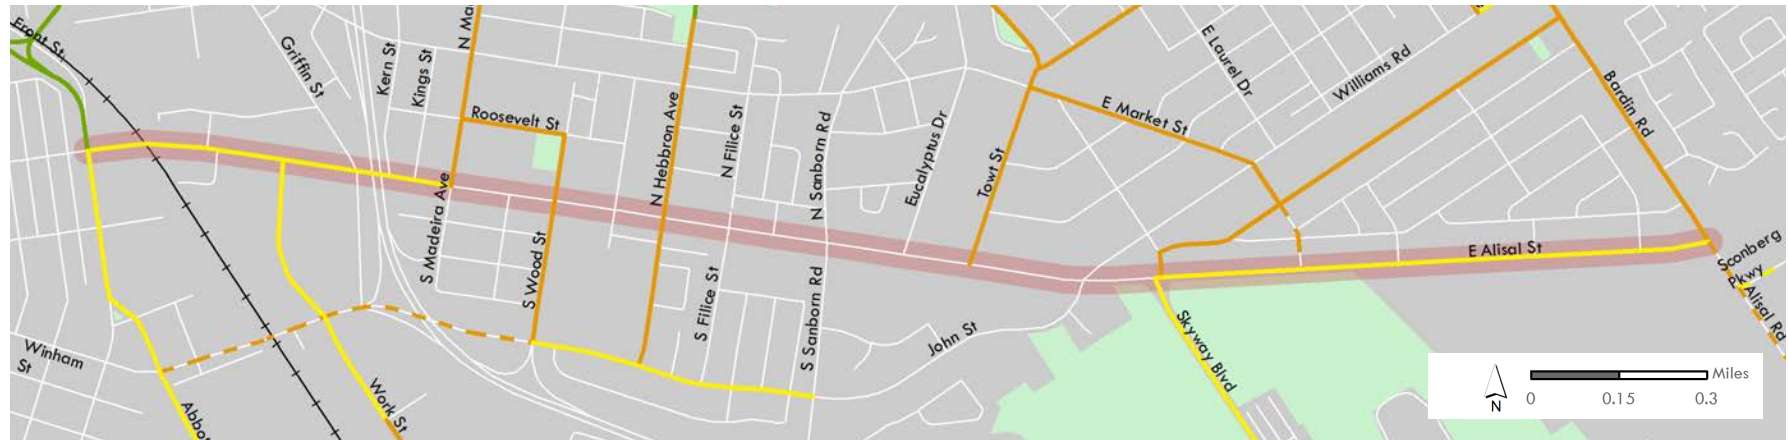 Front St
Griffin St
Kern St
Kings St
N Ma
Roosevelt St
N Hebbron Ave
N Filice St
N Sanborn Rd
Eucalyptus Dr
Towt St
E Market St
E Laurel Dr
Williams Rd
Bardin Rd
S Madeira Ave
S Wood St
S Filice St
S Sanborn Rd
John St
Skyway Blvd
E Alisal St
Sconberg
Pkwy
Alisal Rd
Winham
St
Abbo
Work St
N
Miles
0
0.15
0.3